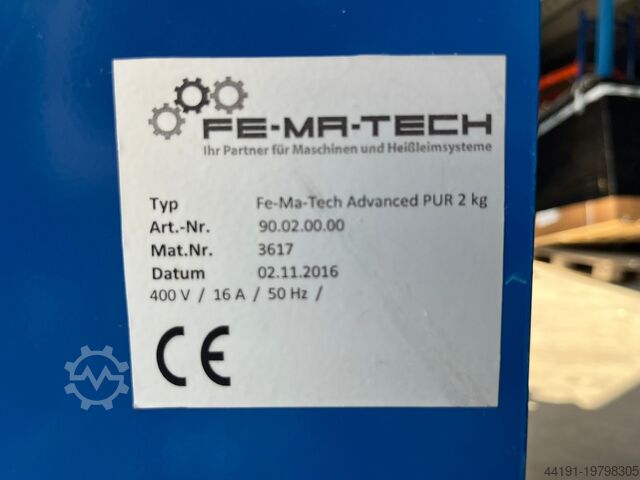 FE-MA-TECH
Ihr Partner für Maschinen und Heißleimsysteme
Typ Fe-Ma-Tech Advanced PUR 2 kg
Art.-Nr. 90.02.00.00
Mat.Nr. 3617
Datum 02.11.2016
400 V / 16 A / 50 Hz /
CE
44191-19798305